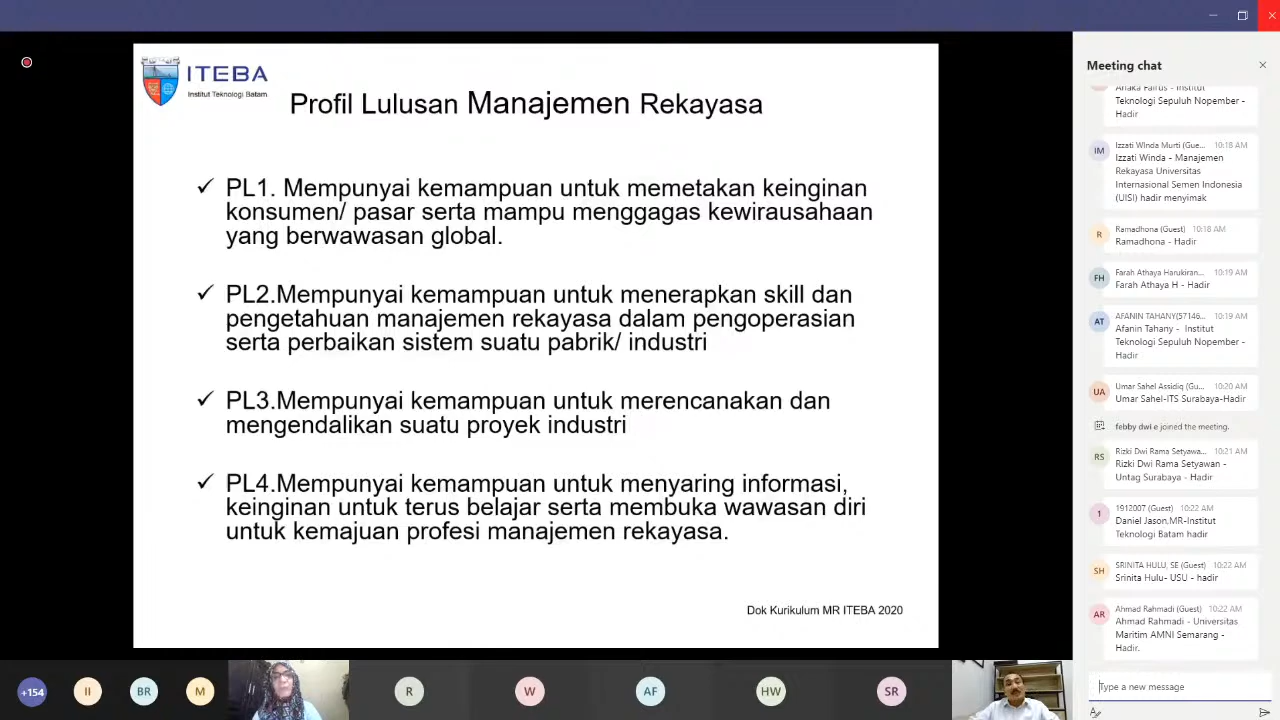 ITEBA
Institut Teknologi Batam
Profil Lulusan Manajemen Rekayasa
✓ PL1. Mempunyai kemampuan untuk memetakan keinginan
konsumen/ pasar serta mampu menggagas kewirausahaan
yang berwawasan global.
✓ PL2.Mempunyai kemampuan untuk menerapkan skill dan
pengetahuan manajemen rekayasa dalam pengoperasian
serta perbaikan sistem suatu pabrik/ industri
✓ PL3.Mempunyai kemampuan untuk merencanakan dan
mengendalikan suatu proyek industri
✓ PL4.Mempunyai kemampuan untuk menyaring informasi,
keinginan untuk terus belajar serta membuka wawasan diri
untuk kemajuan profesi manajemen rekayasa.
Dok Kurikulum MR ITEBA 2020
Meeting chat
Teknologi Sepuluh Nopember -
Hadir
IM
Izzati WInda Murti (Gue... 10:18 AM
Izzati Winda - Manajemen
Rekayasa Universitas
Internasional Semen Indonesia
(UISI) hadir menyimak
R
Ramadhona (Guest) 10:18 AM
Ramadhona - Hadir
FH
Farah Athaya Harukiran... 10:19 AM
Farah Athaya H - Hadir
AT
AFANIN TAHANY(57146... 10:19 AM
Afanin Tahany - Institut
Teknologi Sepuluh Nopember -
Hadir
UA
Umar Sahel Assidiq (Gu... 10:20 AM
Umar Sahel-ITS Surabaya-Hadir
febby dwi e joined the meeting.
RS
Rizki Dwi Rama Setyawa... 10:21 AM
Rizki Dwi Rama Setyawan -
Untag Surabaya - Hadir
1
1912007 (Guest) 10:22 AM
Daniel Jason.MR-Institut
Teknologi Batam hadir
SH
SRINITA HULU, SE (Guest) 10:22 AM
Srinita Hulu- USU - hadir
AR
Ahmad Rahmadi (Guest) 10:22 AM
Ahmad Rahmadi - Universitas
Maritim AMNI Semarang -
Hadir.
Type a new message
+154
II
BR
M
R
W
AF
HW
SR